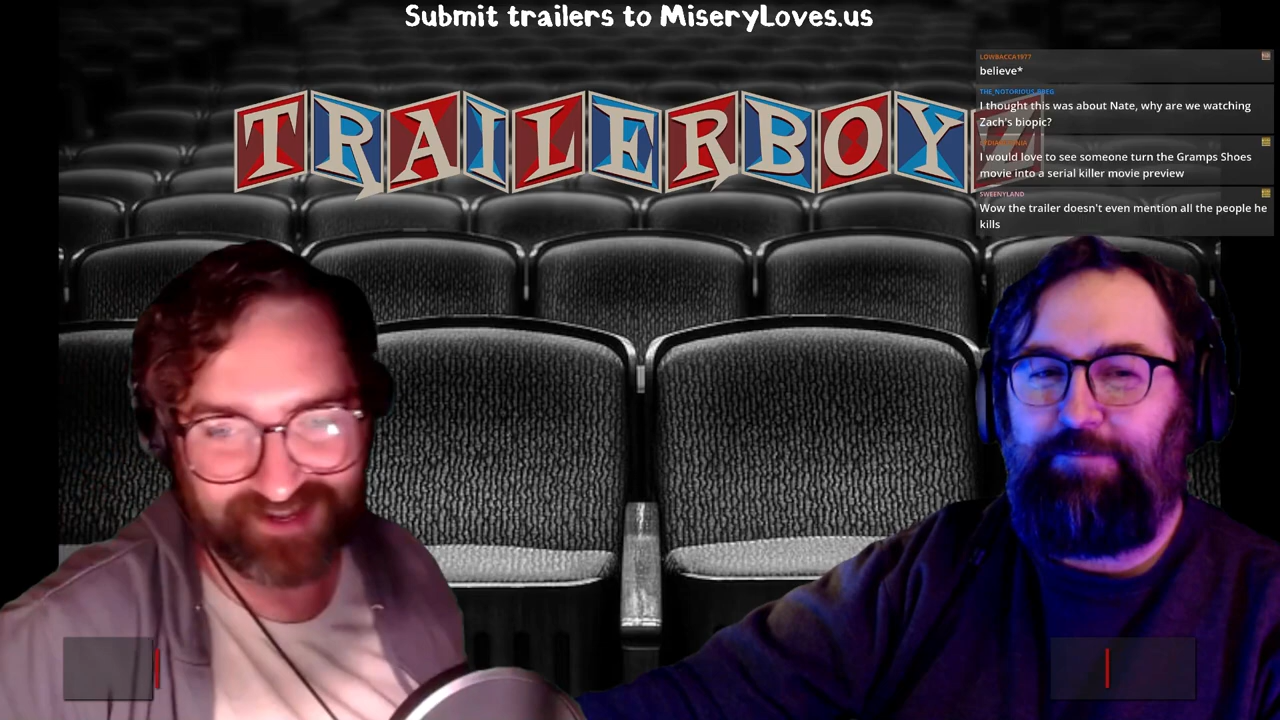 Submit trailers to MiseryLoves.us
TRAILERBOYZ
LOWBACCA1977
believe*
THE_NOTORIOUS_BREG
I thought this was about Nate, why are we watching
Zach's biopic?
I would love to see someone turn the Gramps Shoes
movie into a serial killer movie preview
SWEENYLAND
Wow the trailer doesn't even mention all the people he
kills